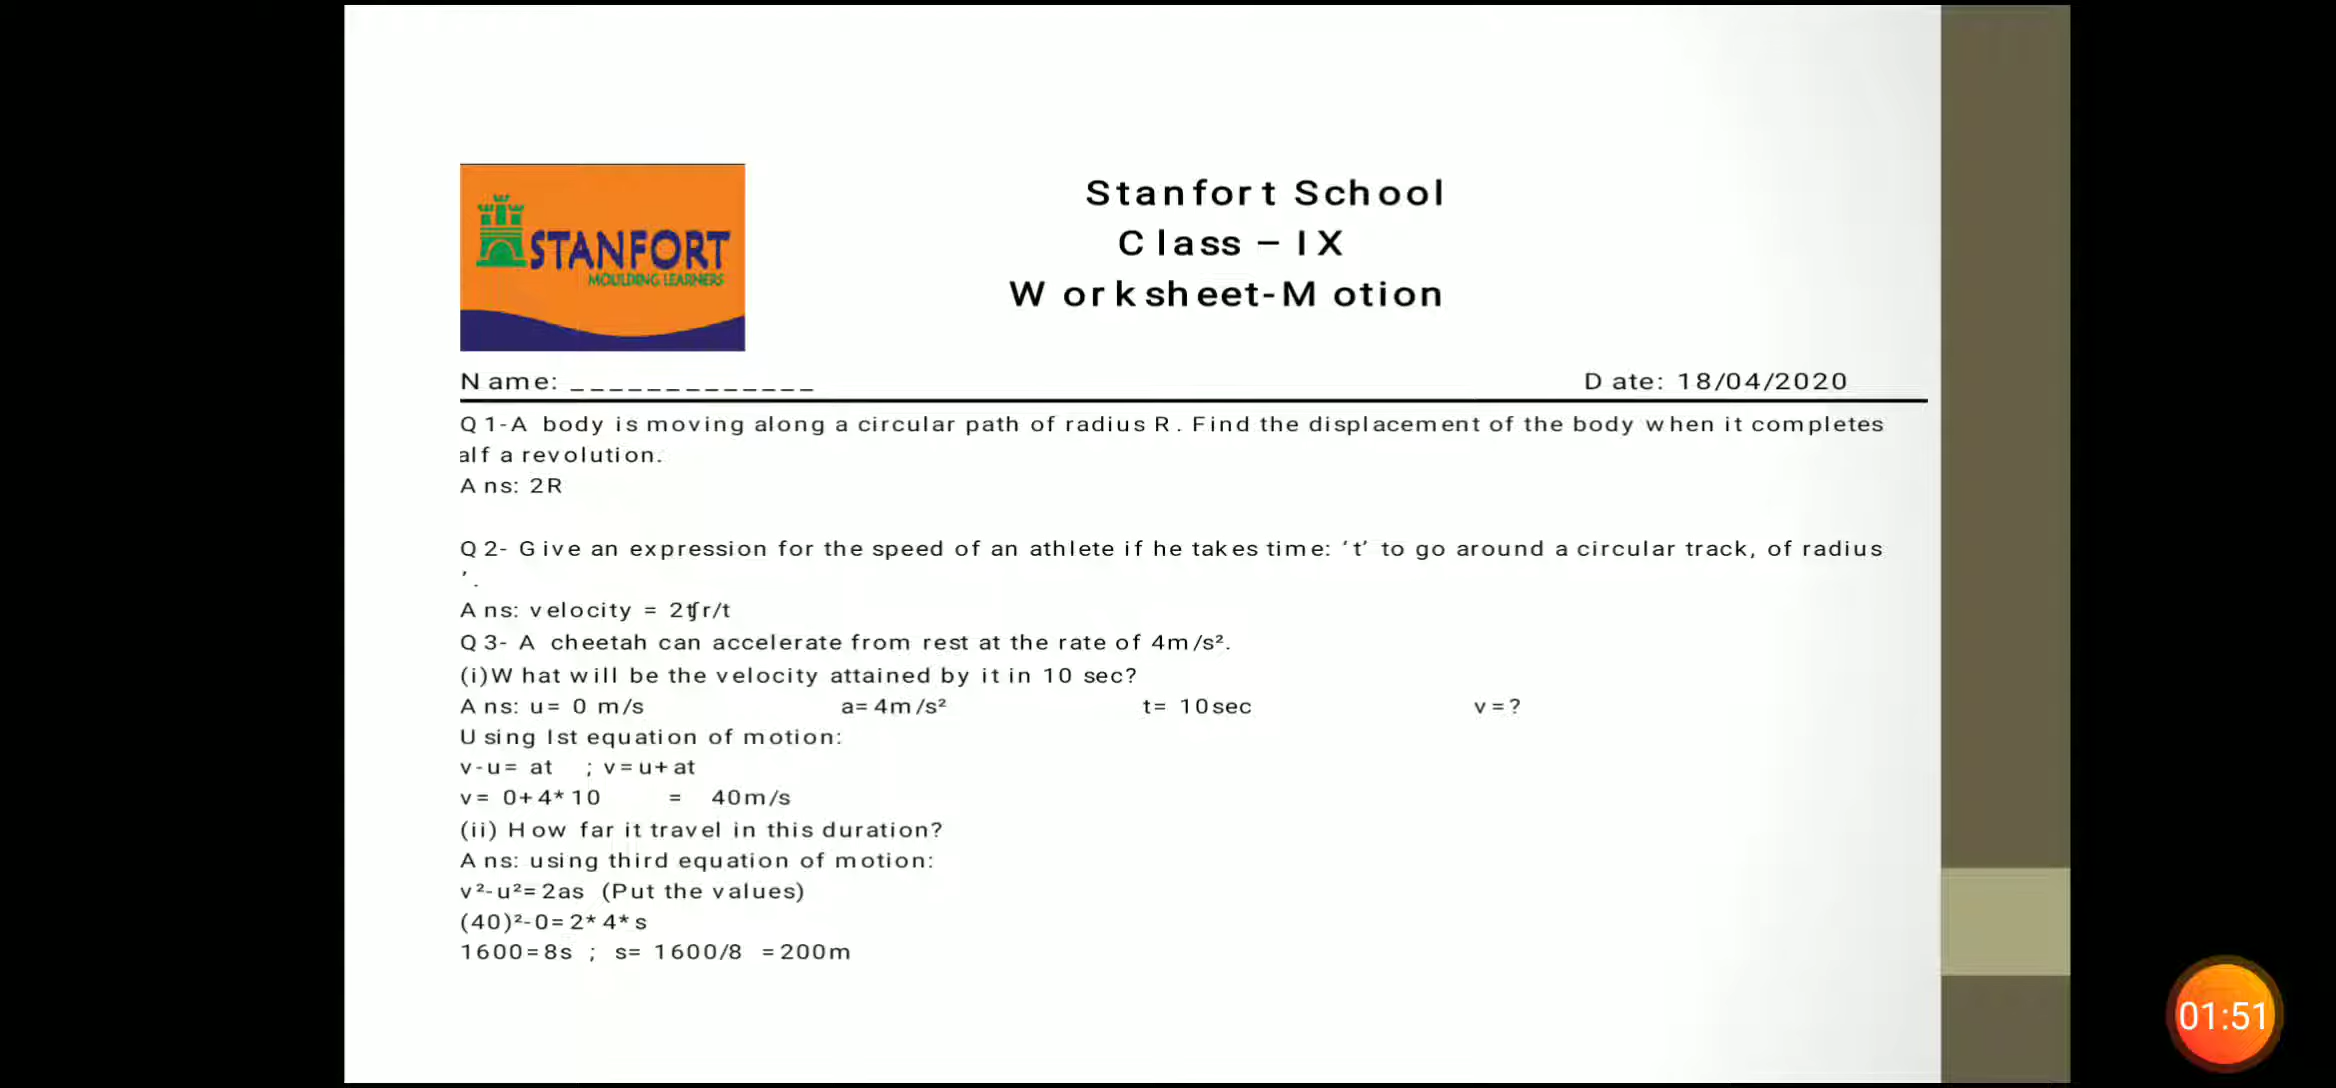 STANFORT
MOULDING LEARNERS
Stanfort School
Class – IX
Worksheet-Motion
Name: _____________
Date: 18/04/2020
Q1-A body is moving along a circular path of radius R. Find the displacement of the body when it completes
alf a revolution.
Ans: 2R
Q2- Give an expression for the speed of an athlete if he takes time: ‘t’ to go around a circular track, of radius
’.
Ans: velocity = 2ʧr/t
Q3- A cheetah can accelerate from rest at the rate of 4m/s².
(i)What will be the velocity attained by it in 10 sec?
Ans: u= 0 m/s a=4m/s² t= 10sec v=?
Using Ist equation of motion:
v-u= at ; v=u+at
v= 0+4*10 = 40m/s
(ii) How far it travel in this duration?
Ans: using third equation of motion:
v²-u²=2as (Put the values)
(40)²-0=2*4*s
1600=8s ; s= 1600/8 =200m
01:51